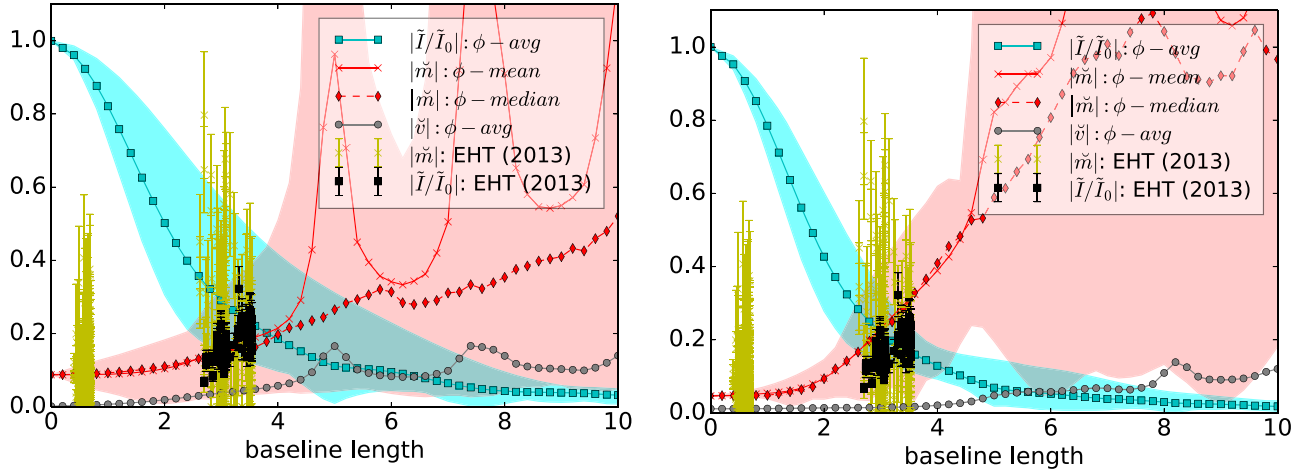 1.0
0.8
0.6
0.4
0.2
0.0
0
2
4
6
8
10
baseline length
|Ĩ/Ĩ₀| : ϕ − avg
|m̆| : ϕ − mean
|m̆| : ϕ − median
|v̆| : ϕ − avg
|m̆|: EHT (2013)
|Ĩ/Ĩ₀|: EHT (2013)
1.0
0.8
0.6
0.4
0.2
0.0
0
2
4
6
8
10
baseline length
|Ĩ/Ĩ₀| : ϕ − avg
|m̆| : ϕ − mean
|m̆| : ϕ − median
|v̆| : ϕ − avg
|m̆|: EHT (2013)
|Ĩ/Ĩ₀|: EHT (2013)